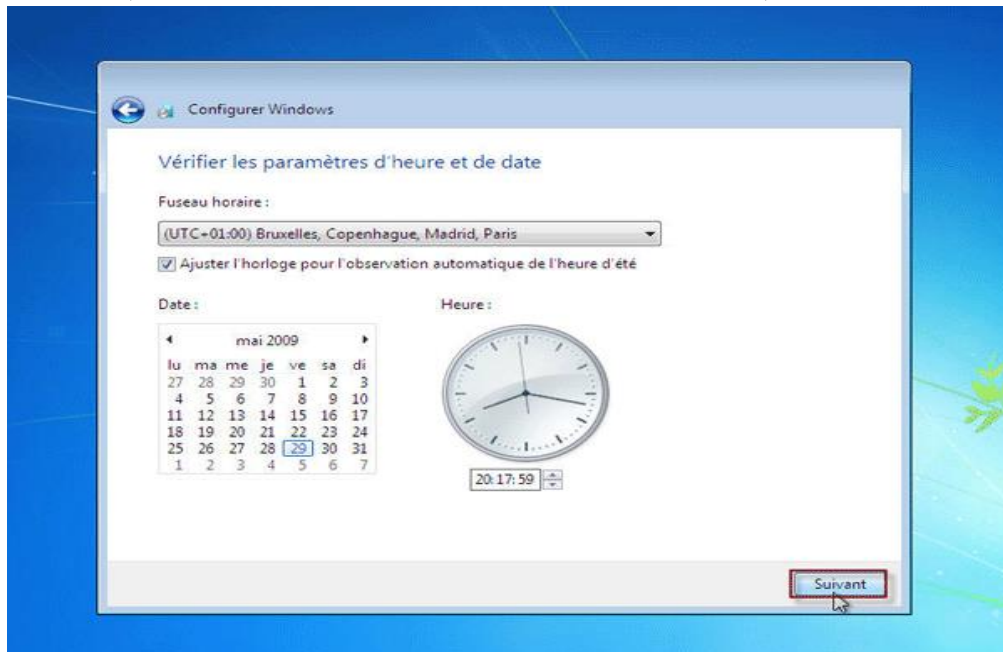 Configurer Windows
Vérifier les paramètres d'heure et de date
Fuseau horaire :
(UTC+01:00) Bruxelles, Copenhague, Madrid, Paris
Ajuster l'horloge pour l'observation automatique de l'heure d'été
Date :
Heure :
mai 2009
lu ma me je ve sa di
27 28 29 30 1 2 3
4 5 6 7 8 9 10
11 12 13 14 15 16 17
18 19 20 21 22 23 24
25 26 27 28 29 30 31
1 2 3 4 5 6 7
20:17:59
Suivant